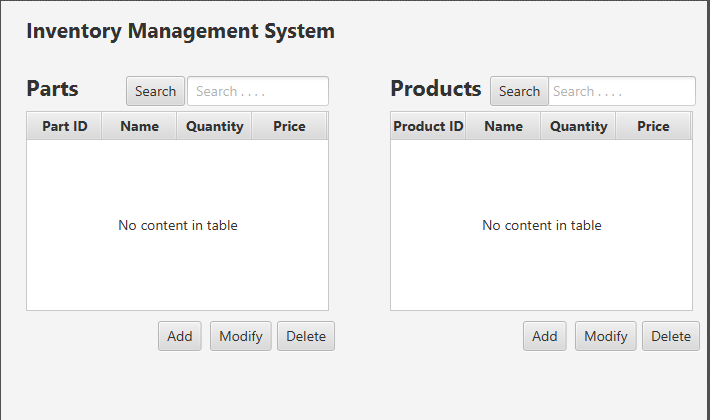 Inventory Management System
Parts Search Search . . . .
Part ID Name Quantity Price
No content in table
Add Modify Delete
Products Search Search . . . .
Product ID Name Quantity Price
No content in table
Add Modify Delete